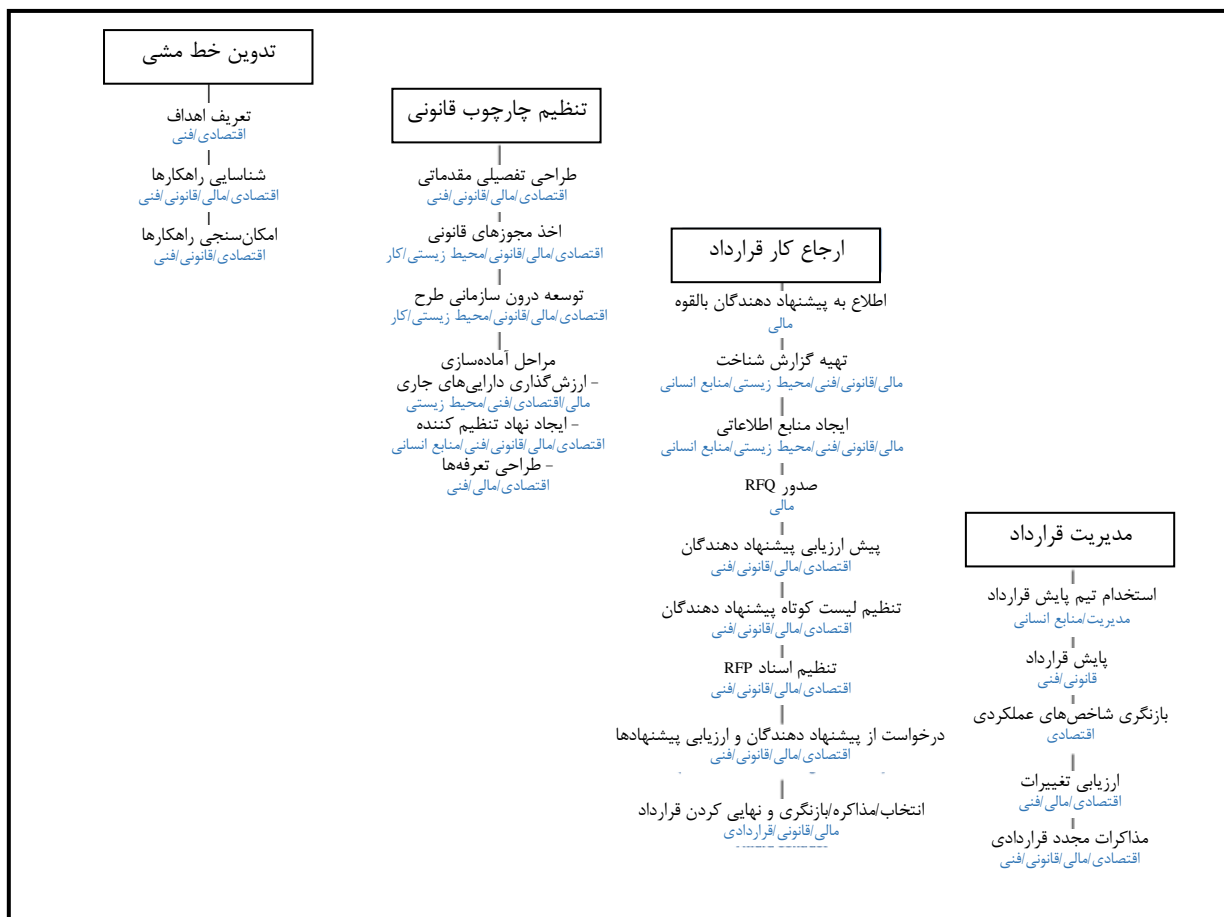 تدوین خط مشی
تعریف اهداف
اقتصادی/فنی
شناسایی راهکارها
اقتصادی/مالی/قانونی/فنی
امکان‌سنجی راهکارها
اقتصادی/قانونی/فنی
تنظیم چارچوب قانونی
طراحی تفصیلی مقدماتی
اقتصادی/مالی/قانونی/فنی
اخذ مجوزهای قانونی
اقتصادی/مالی/قانونی/محیط زیستی/کار
توسعه درون سازمانی طرح
اقتصادی/مالی/قانونی/محیط زیستی/کار
مراحل آماده‌سازی
- ارزش‌گذاری دارایی‌های جاری
مالی/اقتصادی/فنی/محیط زیستی
- ایجاد نهاد تنظیم کننده
اقتصادی/مالی/قانونی/فنی/منابع انسانی
- طراحی تعرفه‌ها
اقتصادی/مالی/فنی
ارجاع کار قرارداد
اطلاع به پیشنهاد دهندگان بالقوه
مالی
تهیه گزارش شناخت
مالی/قانونی/فنی/محیط زیستی/منابع انسانی
ایجاد منابع اطلاعاتی
مالی/قانونی/فنی/محیط زیستی/منابع انسانی
صدور RFQ
مالی
پیش ارزیابی پیشنهاد دهندگان
اقتصادی/مالی/قانونی/فنی
تنظیم لیست کوتاه پیشنهاد دهندگان
اقتصادی/مالی/قانونی/فنی
تنظیم اسناد RFP
اقتصادی/مالی/قانونی/فنی
درخواست از پیشنهاد دهندگان و ارزیابی پیشنهادها
اقتصادی/مالی/قانونی/فنی
انتخاب/مذاکره/بازنگری و نهایی کردن قرارداد
مالی/قانونی/قراردادی
مدیریت قرارداد
استخدام تیم پایش قرارداد
مدیریت/منابع انسانی
پایش قرارداد
قانونی/فنی
بازنگری شاخص‌های عملکردی
اقتصادی
ارزیابی تغییرات
اقتصادی/مالی/فنی
مذاکرات مجدد قراردادی
اقتصادی/مالی/قانونی/فنی